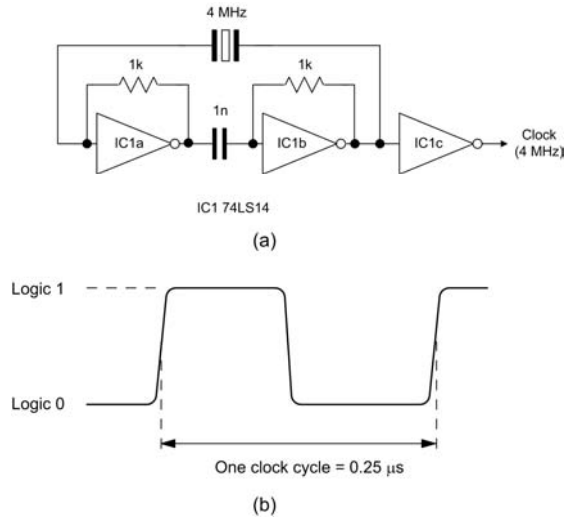 4 MHz
1k
1k
1n
IC1a
IC1b
IC1c
Clock
(4 MHz)
IC1 74LS14
(a)
Logic 1
Logic 0
One clock cycle = 0.25 μs
(b)